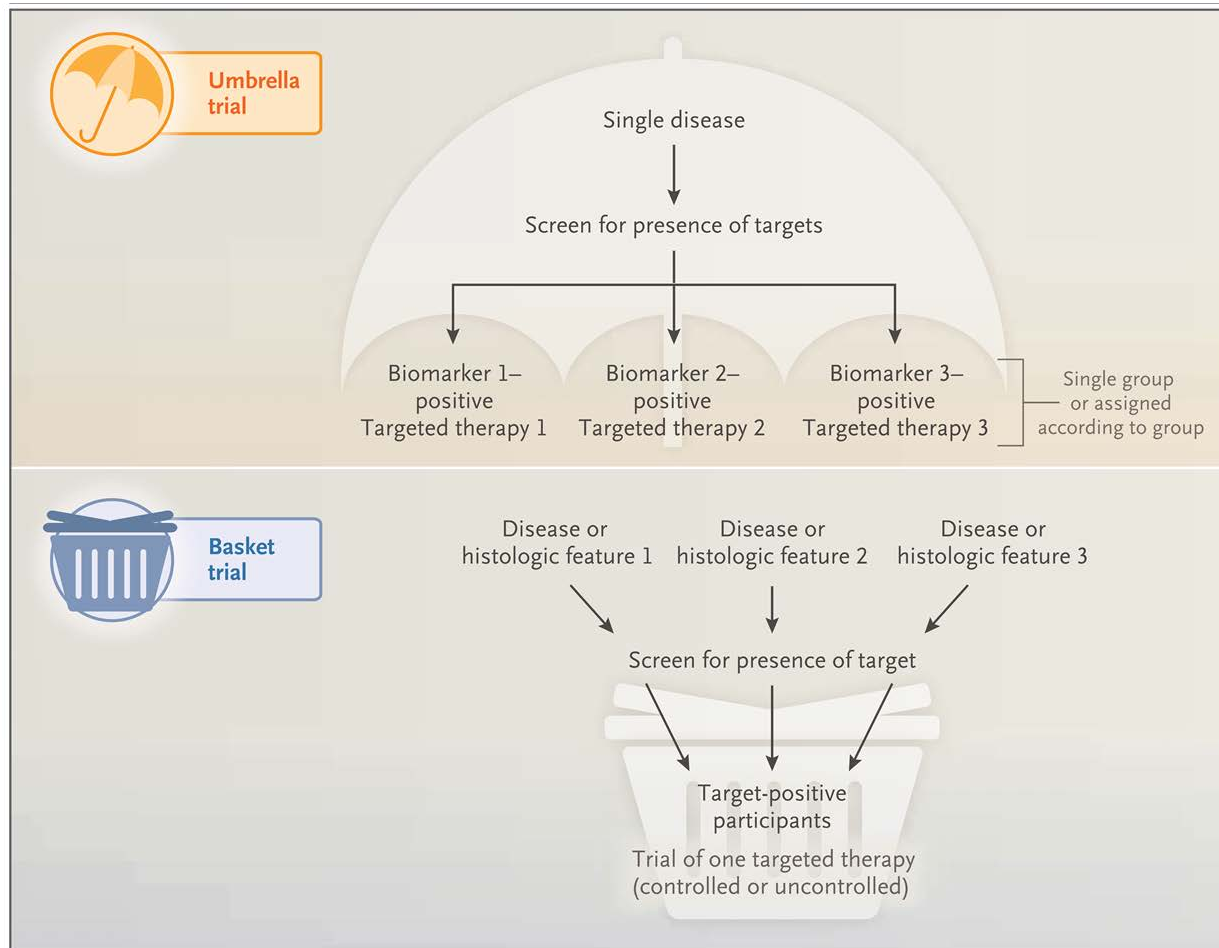 Umbrella
trial
Single disease
Screen for presence of targets
Biomarker 1–
positive
Targeted therapy 1
Biomarker 2–
positive
Targeted therapy 2
Biomarker 3–
positive
Targeted therapy 3
Single group
or assigned
according to group
Basket
trial
Disease or
histologic feature 1
Disease or
histologic feature 2
Disease or
histologic feature 3
Screen for presence of target
Target-positive
participants
Trial of one targeted therapy
(controlled or uncontrolled)